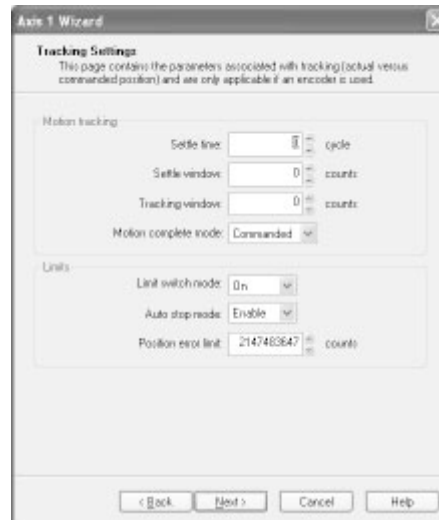 Axis 1 Wizard
Tracking Settings
This page contains the parameters associated with tracking (actual versus
commanded position) and are only applicable if an encoder is used.
Motion tracking
Settle time: cycle
Settle window: 0 counts
Tracking window: 0 counts
Motion complete mode: Commanded
Limits
Limit switch mode: On
Auto stop mode: Enable
Position error limit: 2147483647 counts
< Back Next > Cancel Help